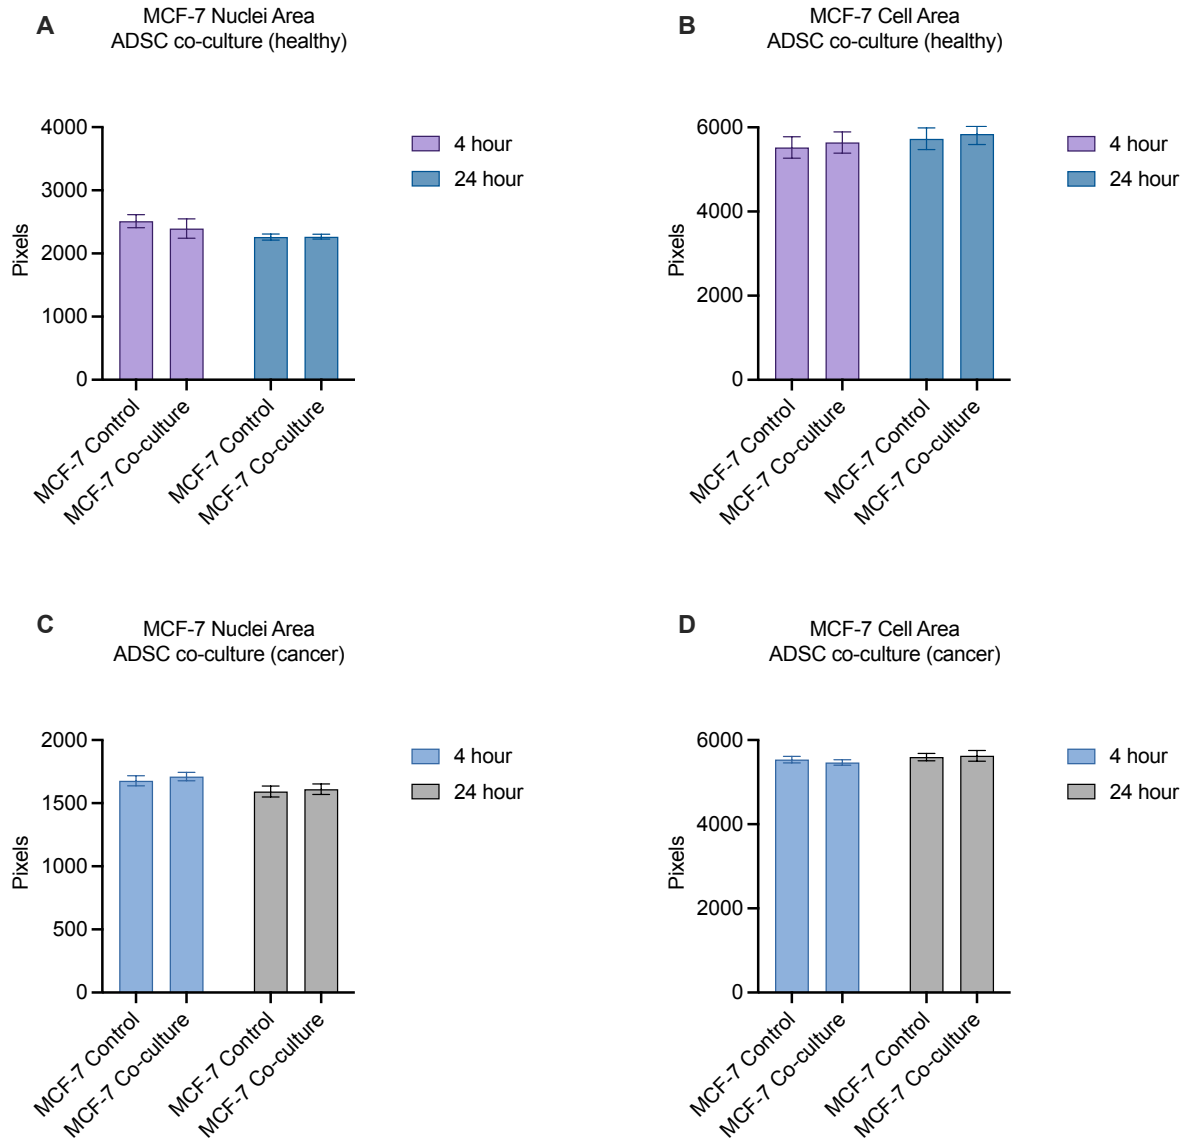 A
MCF-7 Nuclei Area
ADSC co-culture (healthy)
Pixels
4000
3000
2000
1000
0
MCF-7 Control
MCF-7 Co-culture
MCF-7 Control
MCF-7 Co-culture
4 hour
24 hour
B
MCF-7 Cell Area
ADSC co-culture (healthy)
Pixels
6000
4000
2000
0
MCF-7 Control
MCF-7 Co-culture
MCF-7 Control
MCF-7 Co-culture
4 hour
24 hour
C
MCF-7 Nuclei Area
ADSC co-culture (cancer)
Pixels
2000
1500
1000
500
0
MCF-7 Control
MCF-7 Co-culture
MCF-7 Control
MCF-7 Co-culture
4 hour
24 hour
D
MCF-7 Cell Area
ADSC co-culture (cancer)
Pixels
6000
4000
2000
0
MCF-7 Control
MCF-7 Co-culture
MCF-7 Control
MCF-7 Co-culture
4 hour
24 hour